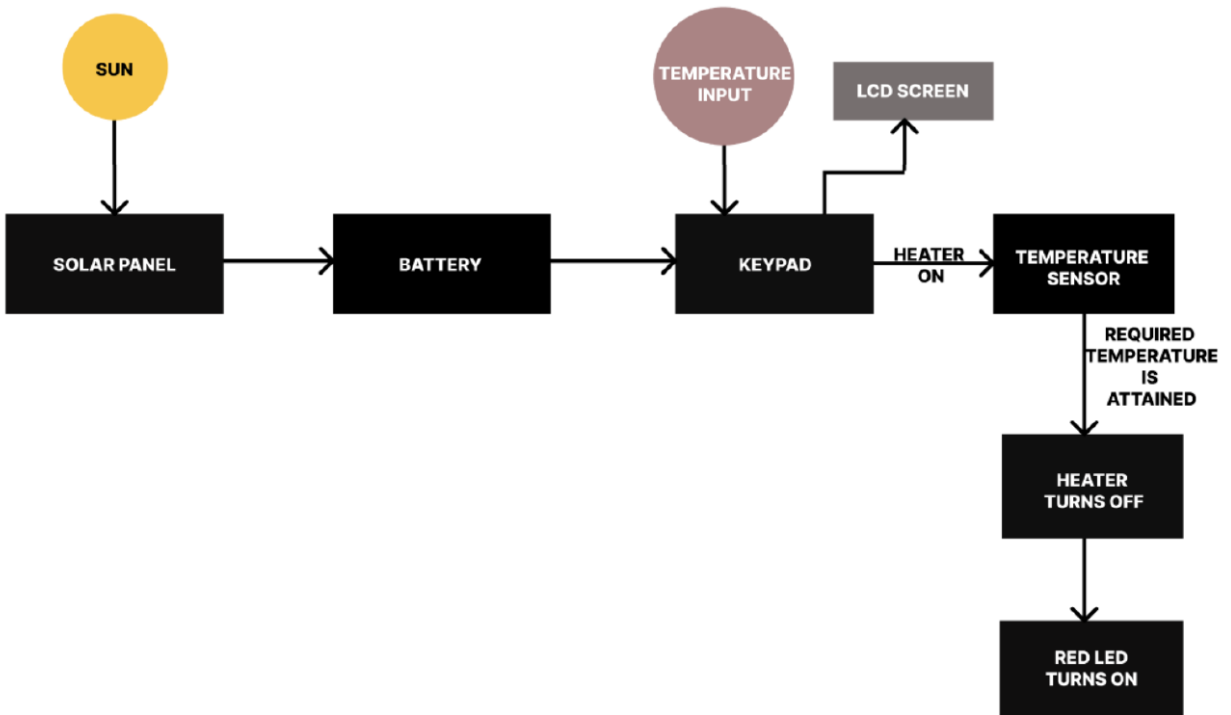 SUN
TEMPERATURE
INPUT
LCD SCREEN
SOLAR PANEL
BATTERY
KEYPAD
HEATER
ON
TEMPERATURE
SENSOR
REQUIRED
TEMPERATURE
IS
ATTAINED
HEATER
TURNS OFF
RED LED
TURNS ON